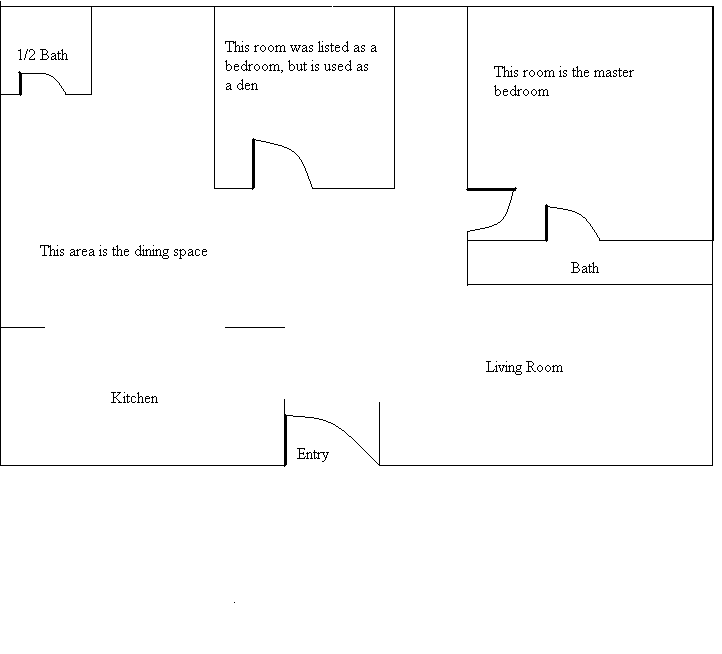 1/2 Bath
This room was listed as a
bedroom, but is used as
a den
This room is the master
bedroom
This area is the dining space
Bath
Living Room
Kitchen
Entry